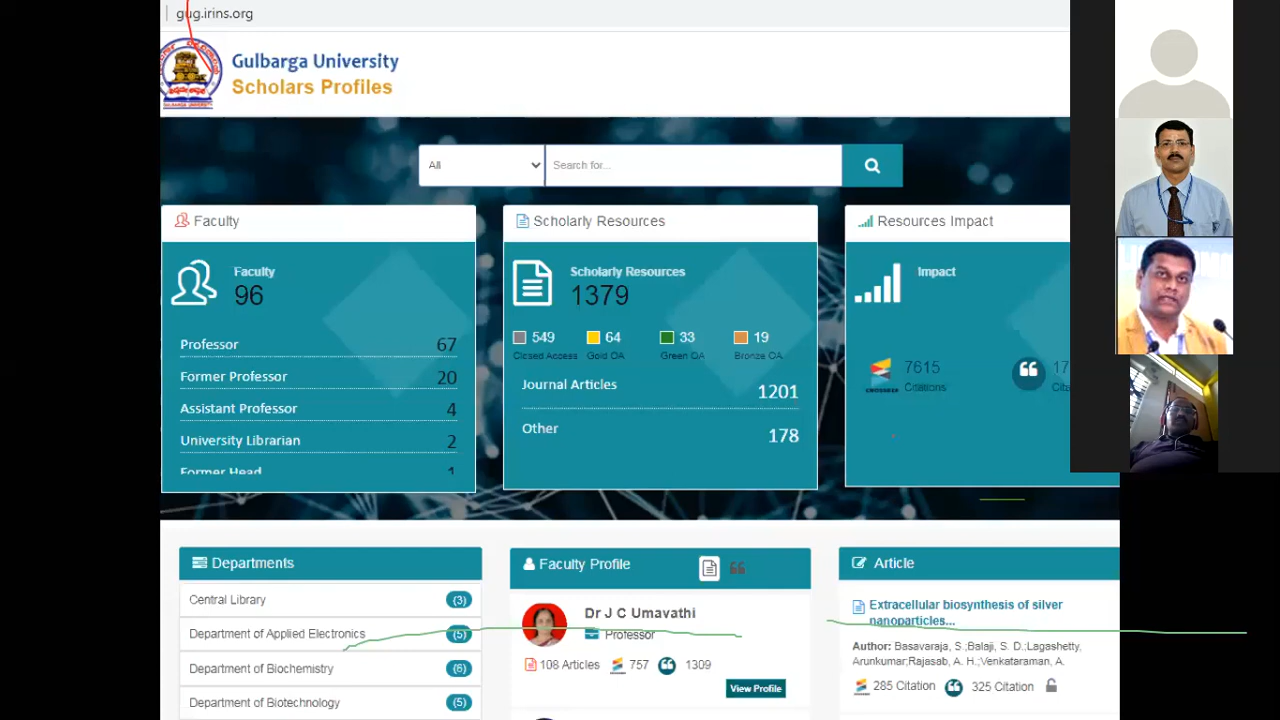 gug.irins.org
Gulbarga University
Scholars Profiles
GULBARGA UNIVERSITY
All
Search for...
Faculty
Faculty
96
Professor 67
Former Professor 20
Assistant Professor 4
University Librarian 2
Former Head 1
Scholarly Resources
Scholarly Resources
1379
549 64 33 19
Closed Access Gold OA Green OA Bronze OA
Journal Articles 1201
Other 178
Resources Impact
Impact
7615
Citations
Departments
Central Library (3)
Department of Applied Electronics (5)
Department of Biochemistry (6)
Department of Biotechnology (5)
Faculty Profile
Dr J C Umavathi
Professor
108 Articles 757 1309
View Profile
Article
Extracellular biosynthesis of silver
nanoparticles...
Author: Basavaraja, S.;Balaji, S. D.;Lagashetty,
Arunkumar;Rajasab, A. H.;Venkataraman, A.
285 Citation 325 Citation